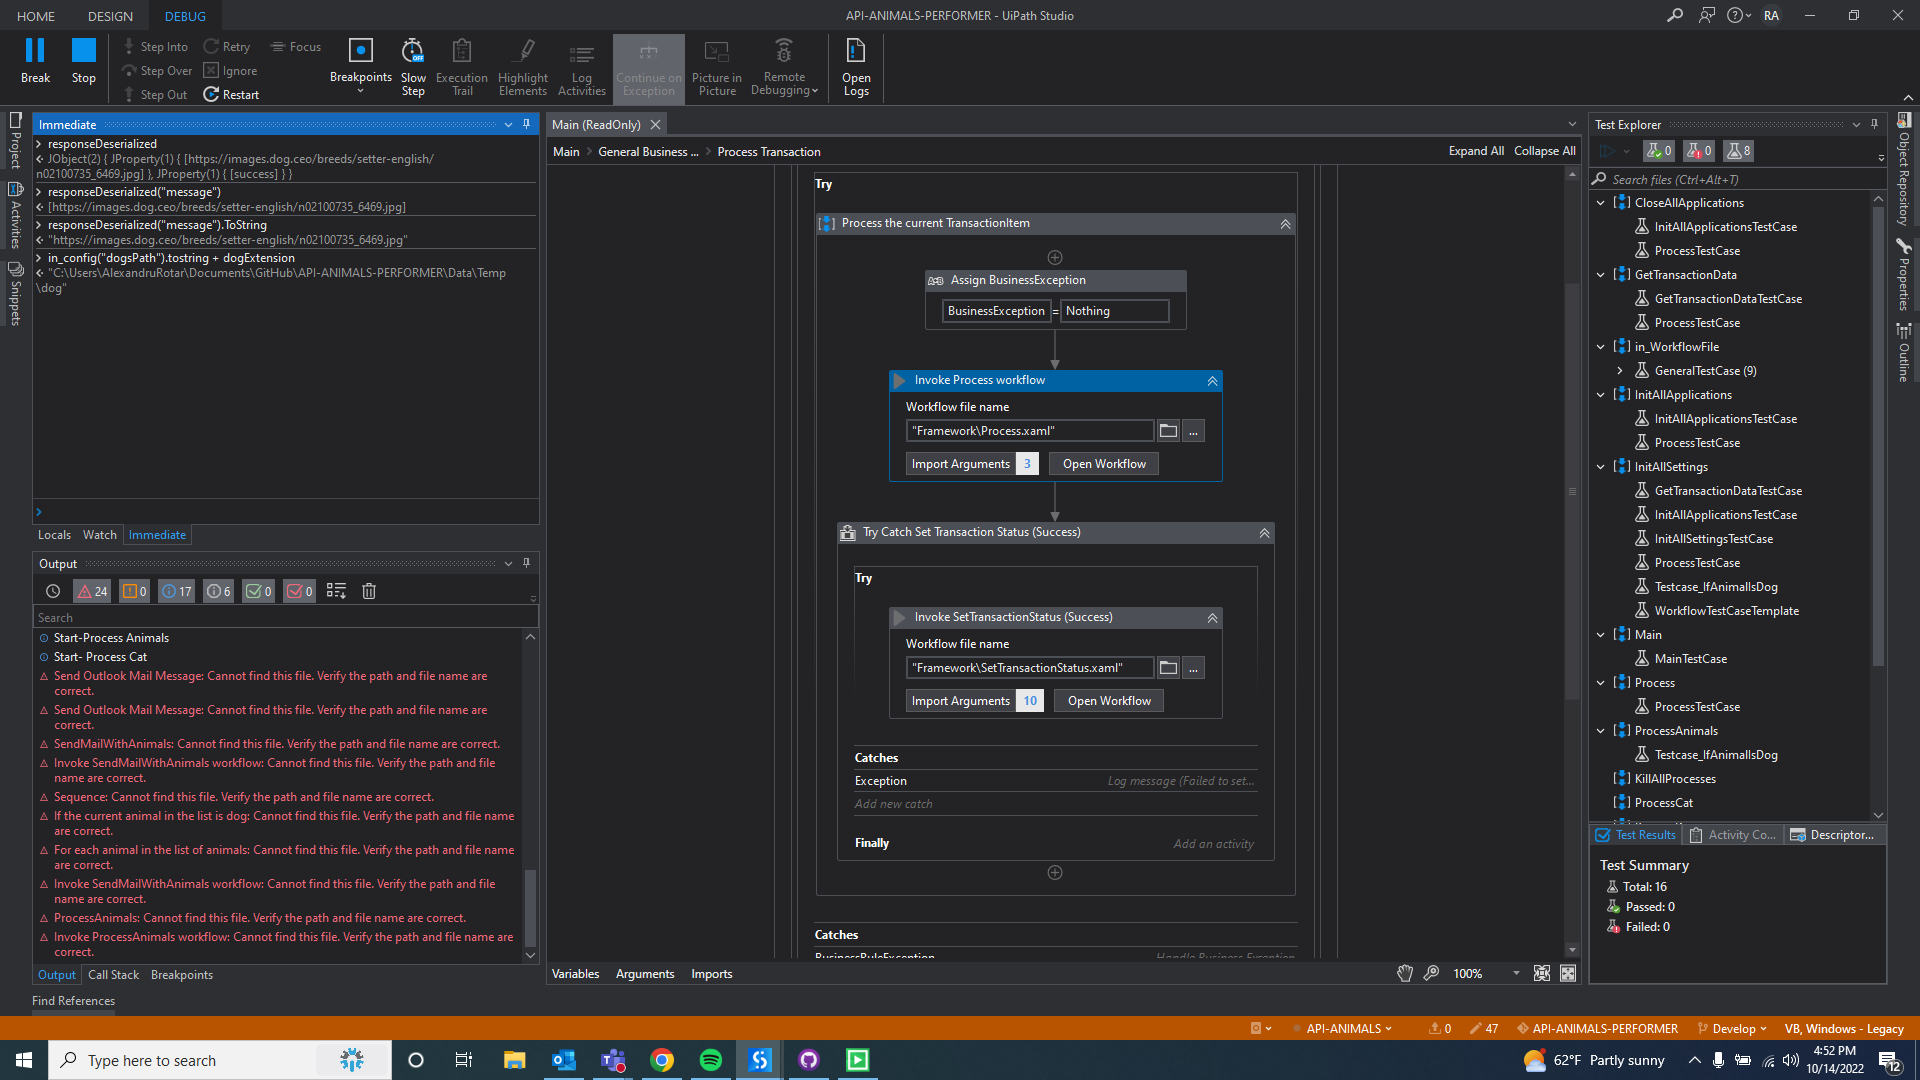 HOME
DESIGN
DEBUG
API-ANIMALS-PERFORMER - UiPath Studio
RA
Break
Stop
Step Into
Step Over
Step Out
Retry
Ignore
Restart
Focus
Breakpoints
Slow
Step
Execution
Trail
Highlight
Elements
Log
Activities
Continue on
Exception
Picture in
Picture
Remote
Debugging
Open
Logs
Project
Activities
Snippets
Immediate
responseDeserialized
JObject(2) { JProperty(1) { [https://images.dog.ceo/breeds/setter-english/
n02100735_6469.jpg] }, JProperty(1) { [success] } }
responseDeserialized("message")
[https://images.dog.ceo/breeds/setter-english/n02100735_6469.jpg]
responseDeserialized("message").ToString
"https://images.dog.ceo/breeds/setter-english/n02100735_6469.jpg"
in_config("dogsPath").tostring + dogExtension
"C:\Users\AlexandruRotar\Documents\GitHub\API-ANIMALS-PERFORMER\Data\Temp
\dog"
Locals
Watch
Immediate
Output
24
0
17
6
0
0
Search
Start-Process Animals
Start- Process Cat
Send Outlook Mail Message: Cannot find this file. Verify the path and file name are
correct.
Send Outlook Mail Message: Cannot find this file. Verify the path and file name are
correct.
SendMailWithAnimals: Cannot find this file. Verify the path and file name are correct.
Invoke SendMailWithAnimals workflow: Cannot find this file. Verify the path and file
name are correct.
Sequence: Cannot find this file. Verify the path and file name are correct.
If the current animal in the list is dog: Cannot find this file. Verify the path and file name
are correct.
For each animal in the list of animals: Cannot find this file. Verify the path and file name
are correct.
Invoke SendMailWithAnimals workflow: Cannot find this file. Verify the path and file
name are correct.
ProcessAnimals: Cannot find this file. Verify the path and file name are correct.
Invoke ProcessAnimals workflow: Cannot find this file. Verify the path and file name are
correct.
Output
Call Stack
Breakpoints
Find References
Main (ReadOnly)
Main
General Business ...
Process Transaction
Expand All
Collapse All
Try
Process the current TransactionItem
Assign BusinessException
BusinessException = Nothing
Invoke Process workflow
Workflow file name
"Framework\Process.xaml"
...
Import Arguments 3
Open Workflow
Try Catch Set Transaction Status (Success)
Try
Invoke SetTransactionStatus (Success)
Workflow file name
"Framework\SetTransactionStatus.xaml"
...
Import Arguments 10
Open Workflow
Catches
Exception
Log message (Failed to set...
Add new catch
Finally
Add an activity
Catches
BusinessRuleException
Handle Business Exception
Variables
Arguments
Imports
100%
Test Explorer
0
0
8
Search files (Ctrl+Alt+T)
CloseAllApplications
InitAllApplicationsTestCase
ProcessTestCase
GetTransactionData
GetTransactionDataTestCase
ProcessTestCase
in_WorkflowFile
GeneralTestCase (9)
InitAllApplications
InitAllApplicationsTestCase
ProcessTestCase
InitAllSettings
GetTransactionDataTestCase
InitAllApplicationsTestCase
InitAllSettingsTestCase
ProcessTestCase
Testcase_IfAnimalIsDog
WorkflowTestCaseTemplate
Main
MainTestCase
Process
ProcessTestCase
ProcessAnimals
Testcase_IfAnimalIsDog
KillAllProcesses
ProcessCat
Test Results
Activity Co...
Descriptor...
Test Summary
Total: 16
Passed: 0
Failed: 0
Object Repository
Properties
Outline
API-ANIMALS
0
47
API-ANIMALS-PERFORMER
Develop
VB, Windows - Legacy
Type here to search
62°F Partly sunny
4:52 PM
10/14/2022
12